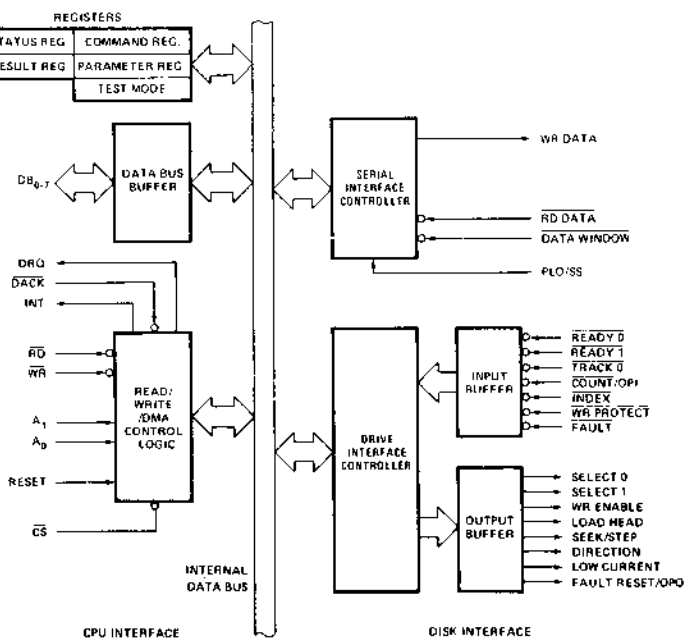 REGISTERS
TATUS REG COMMAND REG.
ESULT REG PARAMETER REG
TEST MODE
DB0-7
DATA BUS
BUFFER
SERIAL
INTERFACE
CONTROLLER
WR DATA
RD DATA
DATA WINDOW
PLO/SS
DRQ
DACK
INT
RD
WR
A1
A0
RESET
CS
READ/
WRITE
/DMA
CONTROL
LOGIC
INTERNAL
DATA BUS
DRIVE
INTERFACE
CONTROLLER
INPUT
BUFFER
READY 0
READY 1
TRACK 0
COUNT/OPI
INDEX
WR PROTECT
FAULT
OUTPUT
BUFFER
SELECT 0
SELECT 1
WR ENABLE
LOAD HEAD
SEEK/STEP
DIRECTION
LOW CURRENT
FAULT RESET/OPO
CPU INTERFACE
DISK INTERFACE